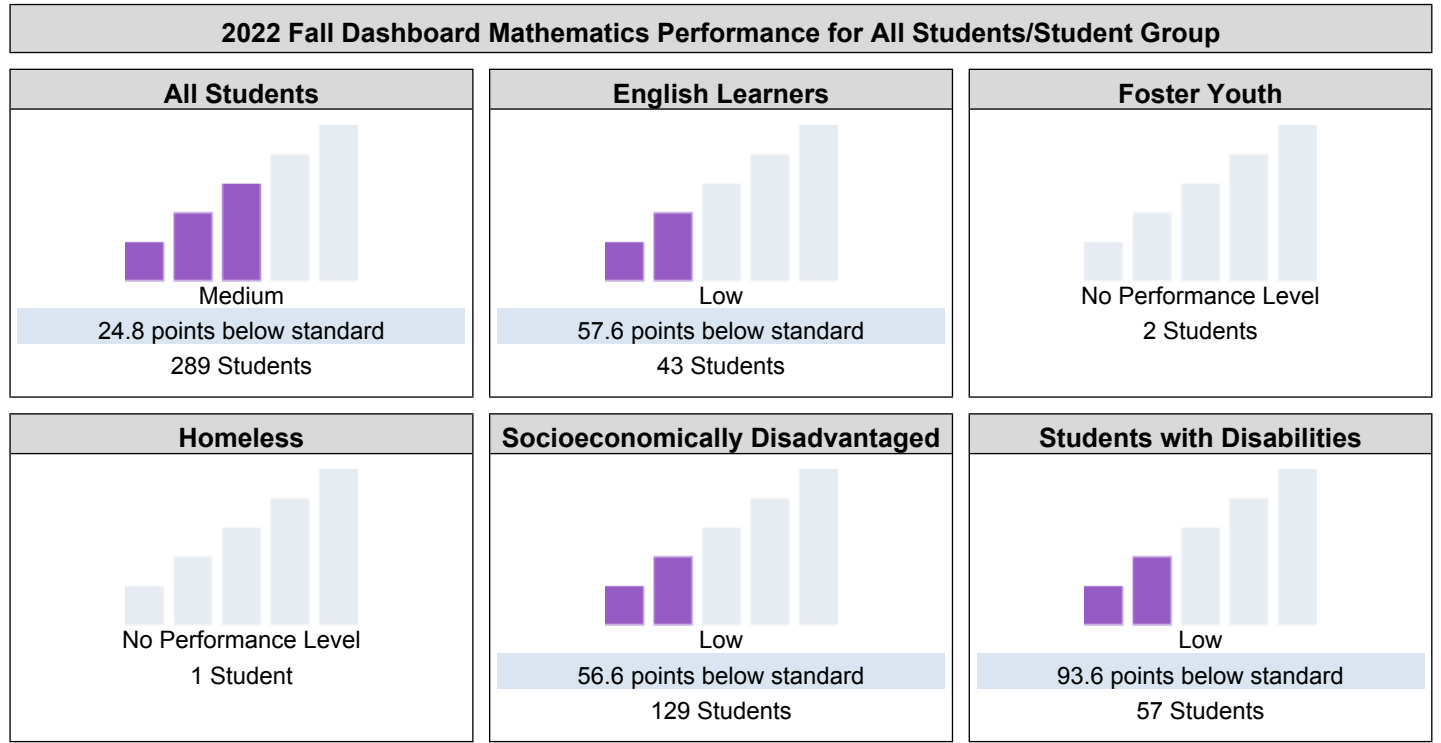 2022 Fall Dashboard Mathematics Performance for All Students/Student Group
All Students
Medium
24.8 points below standard
289 Students
English Learners
Low
57.6 points below standard
43 Students
Foster Youth
No Performance Level
2 Students
Homeless
No Performance Level
1 Student
Socioeconomically Disadvantaged
Low
56.6 points below standard
129 Students
Students with Disabilities
Low
93.6 points below standard
57 Students